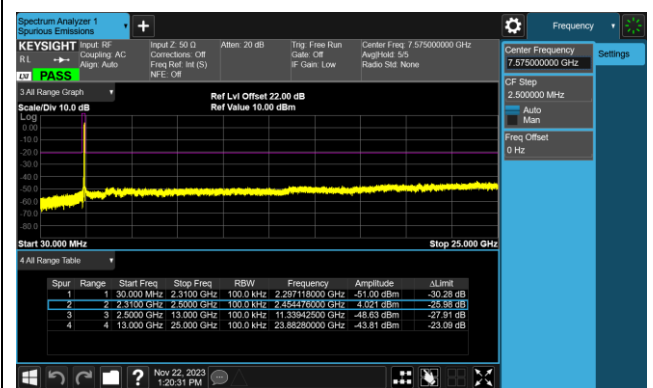 Spectrum Analyzer 1
Spurious Emissions
Frequency
KEYSIGHT
Input: RF
Coupling: AC
Align: Auto
Input Z: 50 Ω
Corrections: Off
Freq Ref: Int (S)
NFE: Off
Atten: 20 dB
Trig: Free Run
Gate: Off
IF Gain: Low
Center Freq: 7.575000000 GHz
Avg|Hold: 5/5
Radio Std: None
RL
LXI PASS
Center Frequency
7.575000000 GHz
Settings
CF Step
2.500000 MHz
Auto
Man
Freq Offset
0 Hz
3 All Range Graph
Scale/Div 10.0 dB
Ref Lvl Offset 22.00 dB
Ref Value 10.00 dBm
Log
0.00
-10.0
-20.0
-30.0
-40.0
-50.0
-60.0
-70.0
-80.0
Start 30.000 MHz Stop 25.000 GHz
4 All Range Table
Spur Range Start Freq Stop Freq RBW Frequency Amplitude ΔLimit
1 1 30.000 MHz 2.3100 GHz 100.0 kHz 2.297118000 GHz -51.00 dBm -30.28 dB
2 2 2.3100 GHz 2.5000 GHz 100.0 kHz 2.454476000 GHz 4.021 dBm -25.98 dB
3 3 2.5000 GHz 13.000 GHz 100.0 kHz 11.33942500 GHz -48.63 dBm -27.91 dB
4 4 13.000 GHz 25.000 GHz 100.0 kHz 23.88280000 GHz -43.81 dBm -23.09 dB
Nov 22, 2023
1:20:31 PM